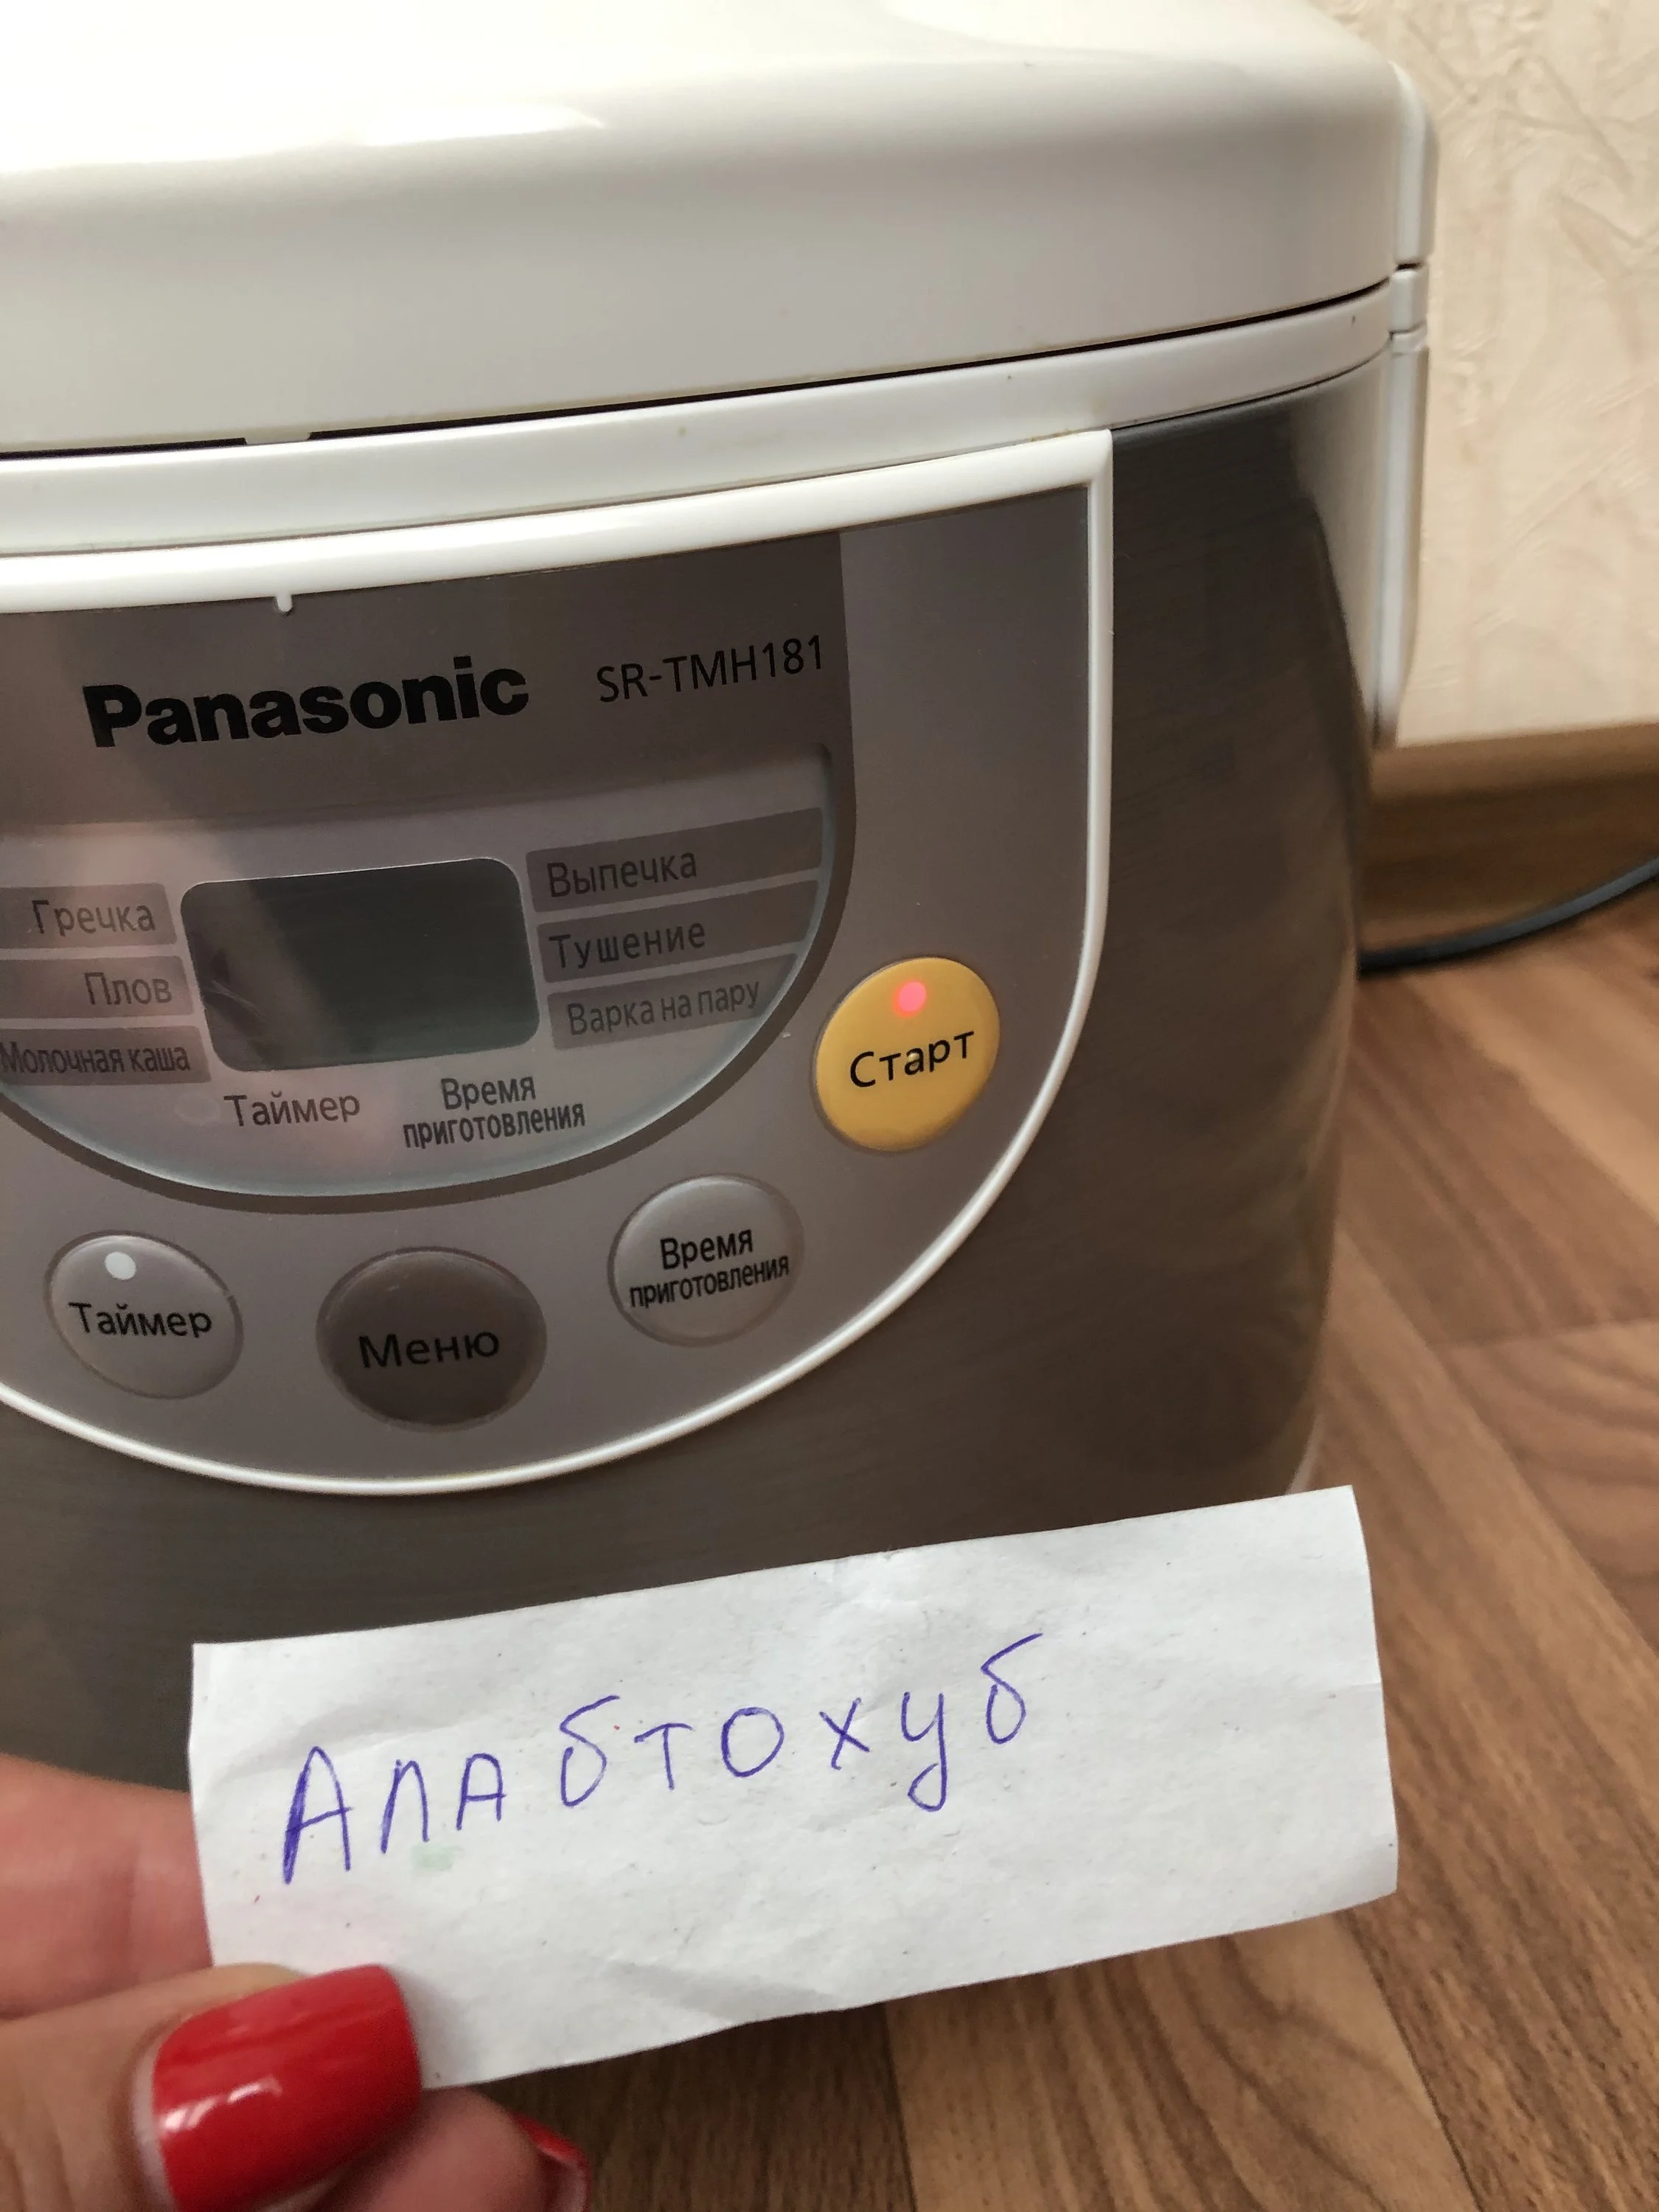 Panasonic SR-TMH181
Гречка
Плов
Молочная каша
Выпечка
Тушение
Варка на пару
Таймер
Время
приготовления
Старт
Таймер
Меню
Время
приготовления
Апабтохуб